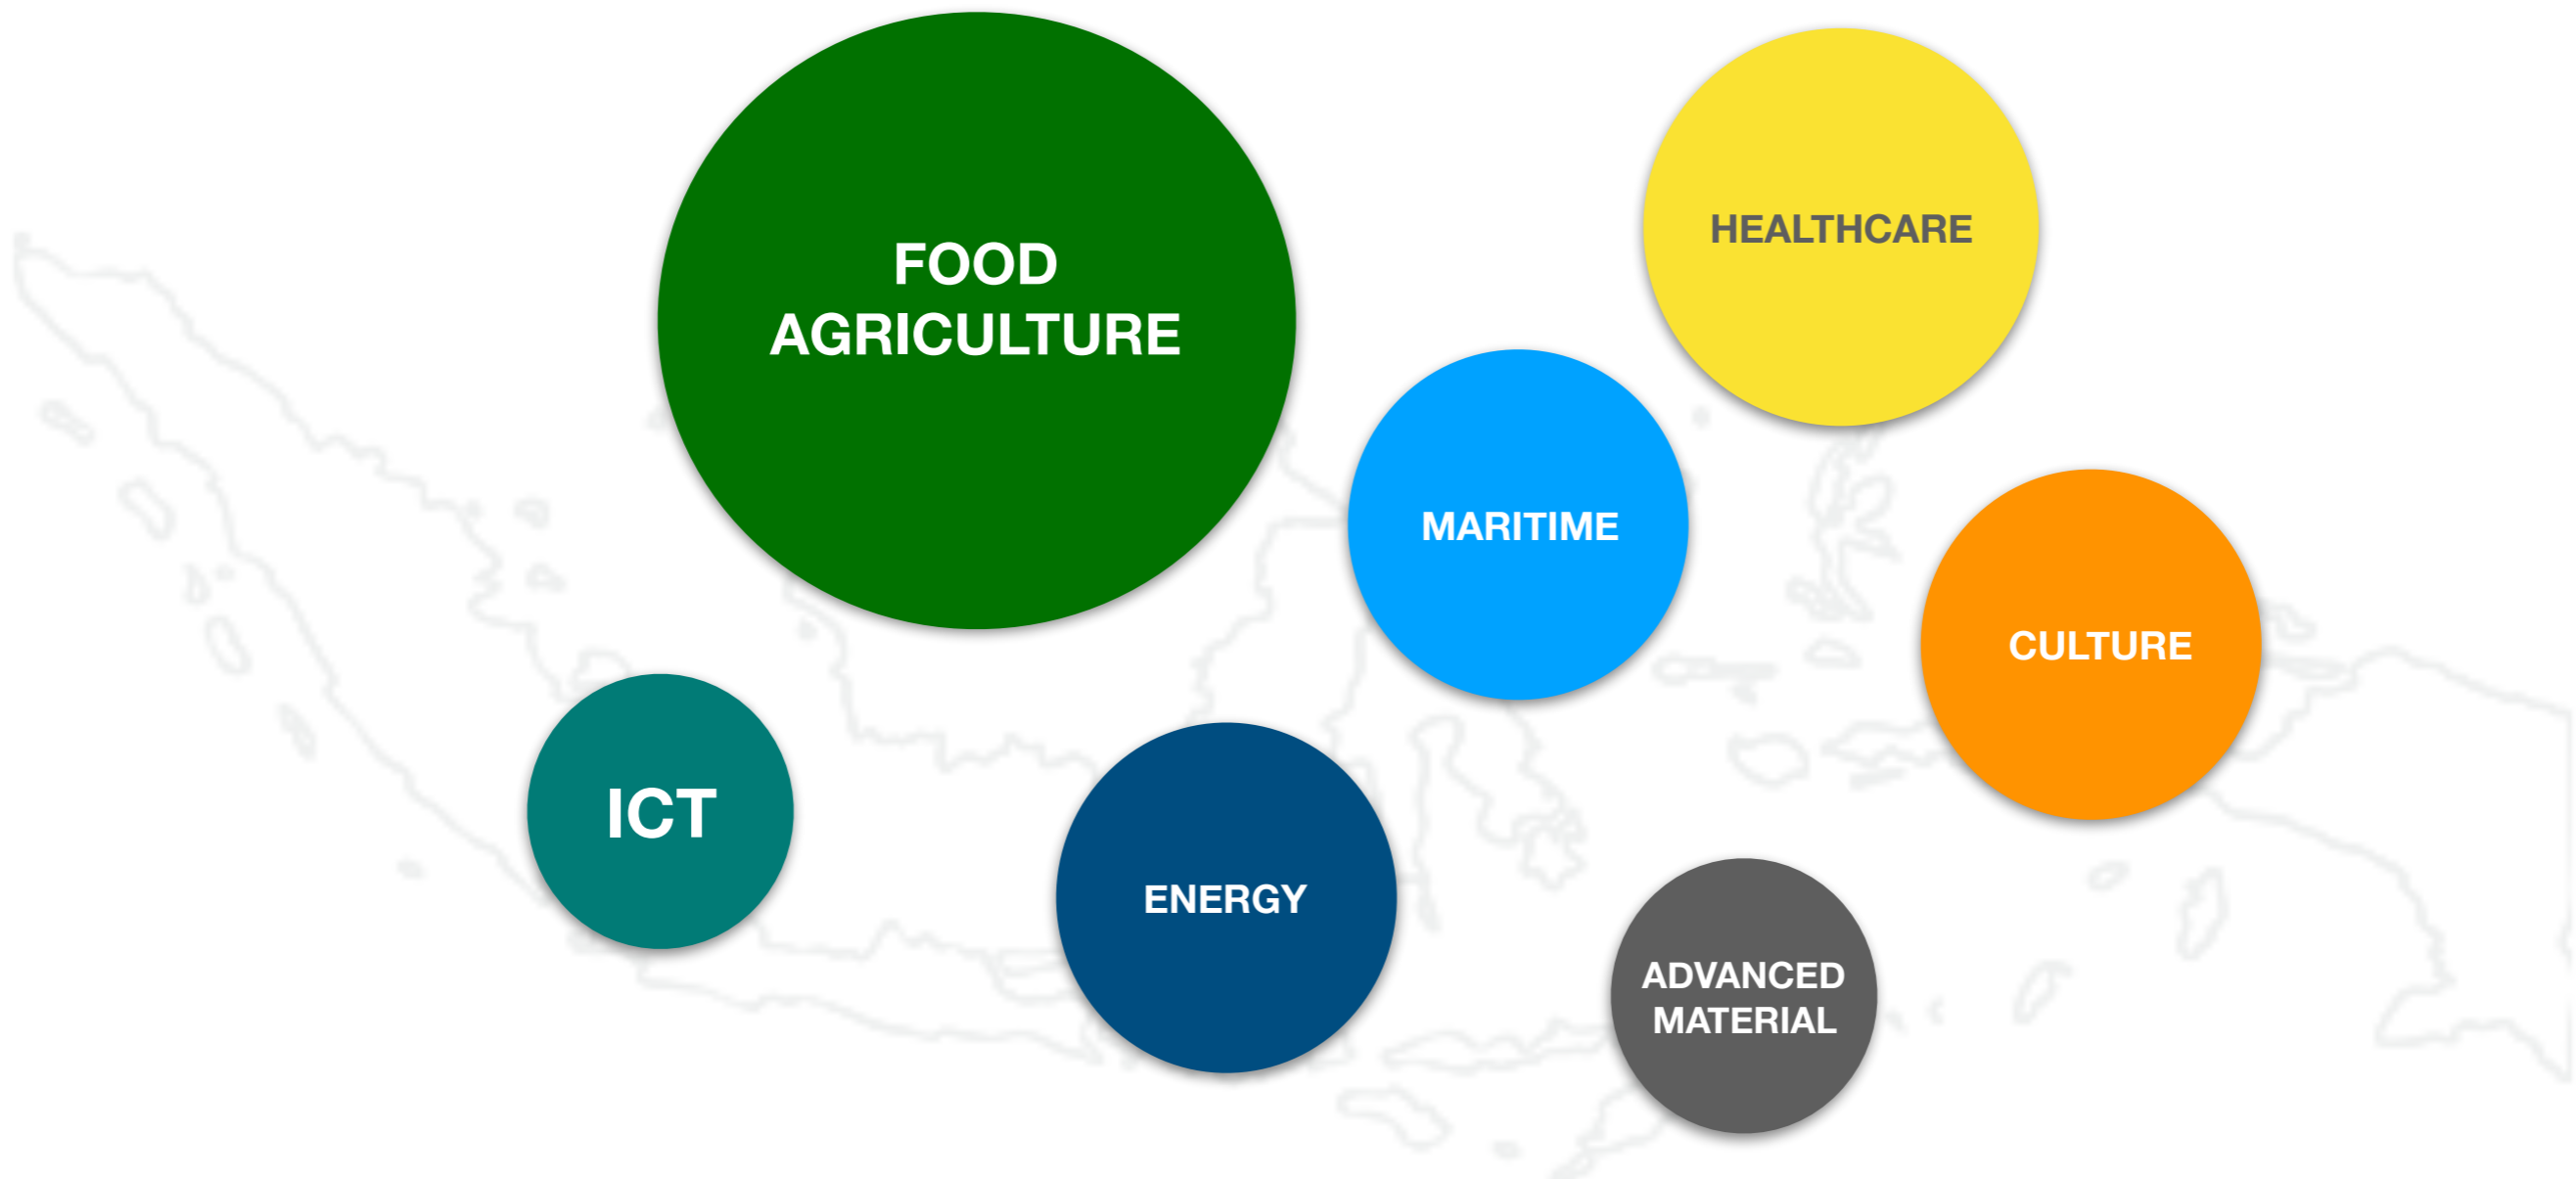 FOOD
AGRICULTURE
HEALTHCARE
MARITIME
CULTURE
ICT
ENERGY
ADVANCED
MATERIAL